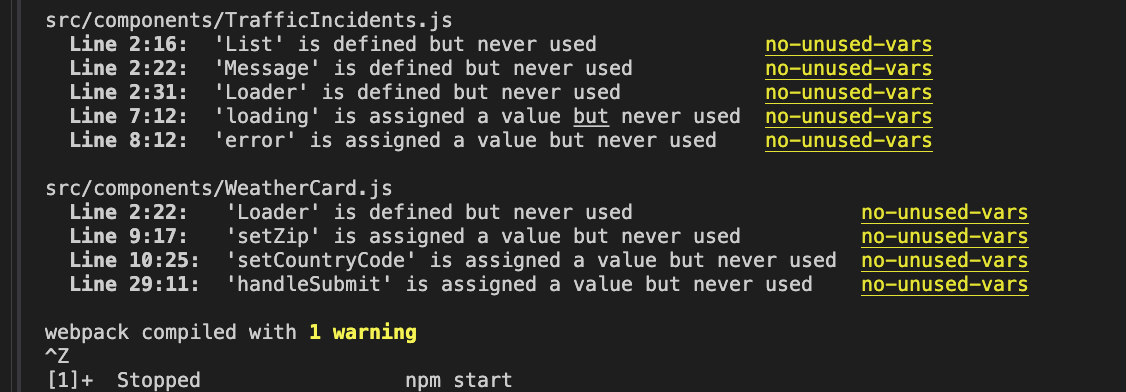 src/components/TrafficIncidents.js
Line 2:16: 'List' is defined but never used no-unused-vars
Line 2:22: 'Message' is defined but never used no-unused-vars
Line 2:31: 'Loader' is defined but never used no-unused-vars
Line 7:12: 'loading' is assigned a value but never used no-unused-vars
Line 8:12: 'error' is assigned a value but never used no-unused-vars
src/components/WeatherCard.js
Line 2:22: 'Loader' is defined but never used no-unused-vars
Line 9:17: 'setZip' is assigned a value but never used no-unused-vars
Line 10:25: 'setCountryCode' is assigned a value but never used no-unused-vars
Line 29:11: 'handleSubmit' is assigned a value but never used no-unused-vars
webpack compiled with 1 warning
^Z
[1]+ Stopped npm start